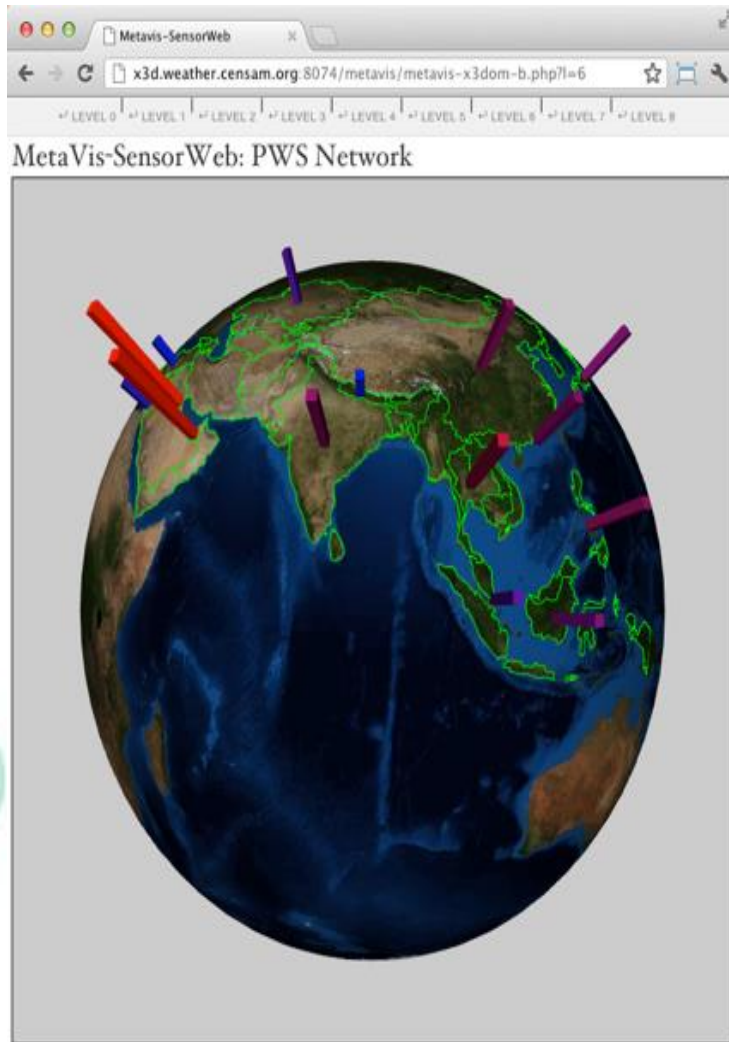 Metavis-SensorWeb
x3d.weather.censam.org:8074/metavis/metavis-x3dom-b.php?l=6
↵ LEVEL 0 ↵ LEVEL 1 ↵ LEVEL 2 ↵ LEVEL 3 ↵ LEVEL 4 ↵ LEVEL 5 ↵ LEVEL 6 ↵ LEVEL 7 ↵ LEVEL 8
MetaVis-SensorWeb: PWS Network